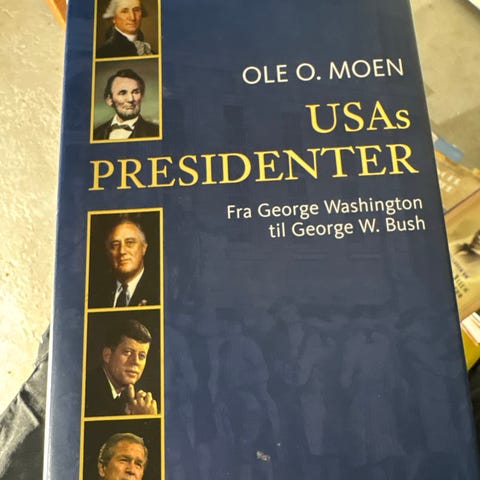 OLE O. MOEN
USAs
PRESIDENTER
Fra George Washington
til George W. Bush